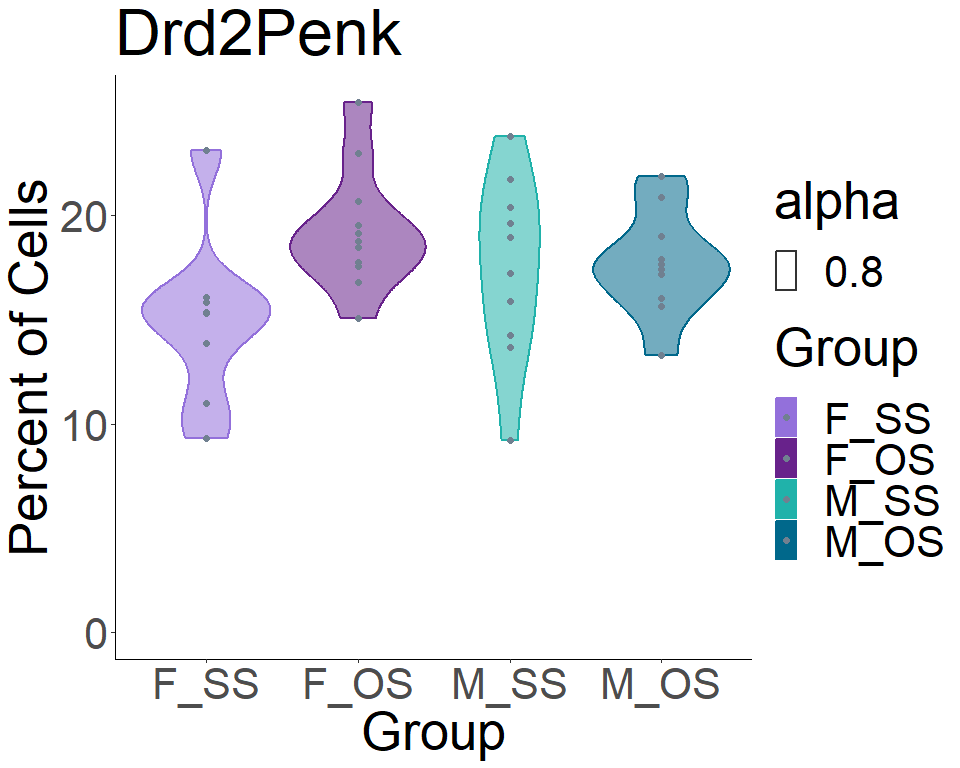 Drd2Penk
Percent of Cells
20
10
0
F_SS
F_OS
M_SS
M_OS
Group
alpha
0.8
Group
F_SS
F_OS
M_SS
M_OS